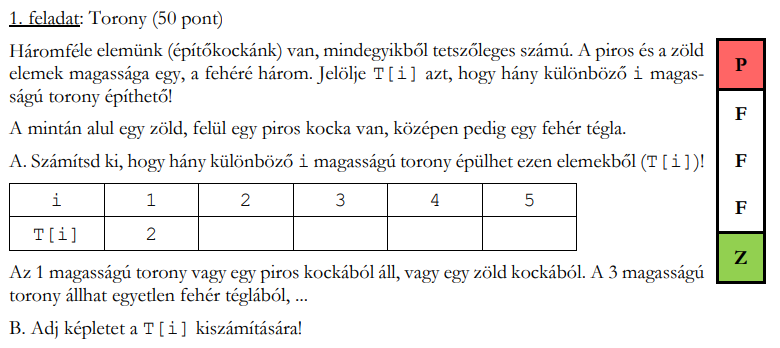 1. feladat: Torony (50 pont)
Háromféle elemünk (építőkockánk) van, mindegyikből tetszőleges számú. A piros és a zöld
elemek magassága egy, a fehéré három. Jelölje T[i] azt, hogy hány különböző i magas-
ságú torony építhető!
A mintán alul egy zöld, felül egy piros kocka van, középen pedig egy fehér tégla.
A. Számítsd ki, hogy hány különböző i magasságú torony épülhet ezen elemekből (T[i])!
i 1 2 3 4 5
T[i] 2
Az 1 magasságú torony vagy egy piros kockából áll, vagy egy zöld kockából. A 3 magasságú
torony állhat egyetlen fehér téglából, ...
B. Adj képletet a T[i] kiszámítására!
P
F
F
F
Z